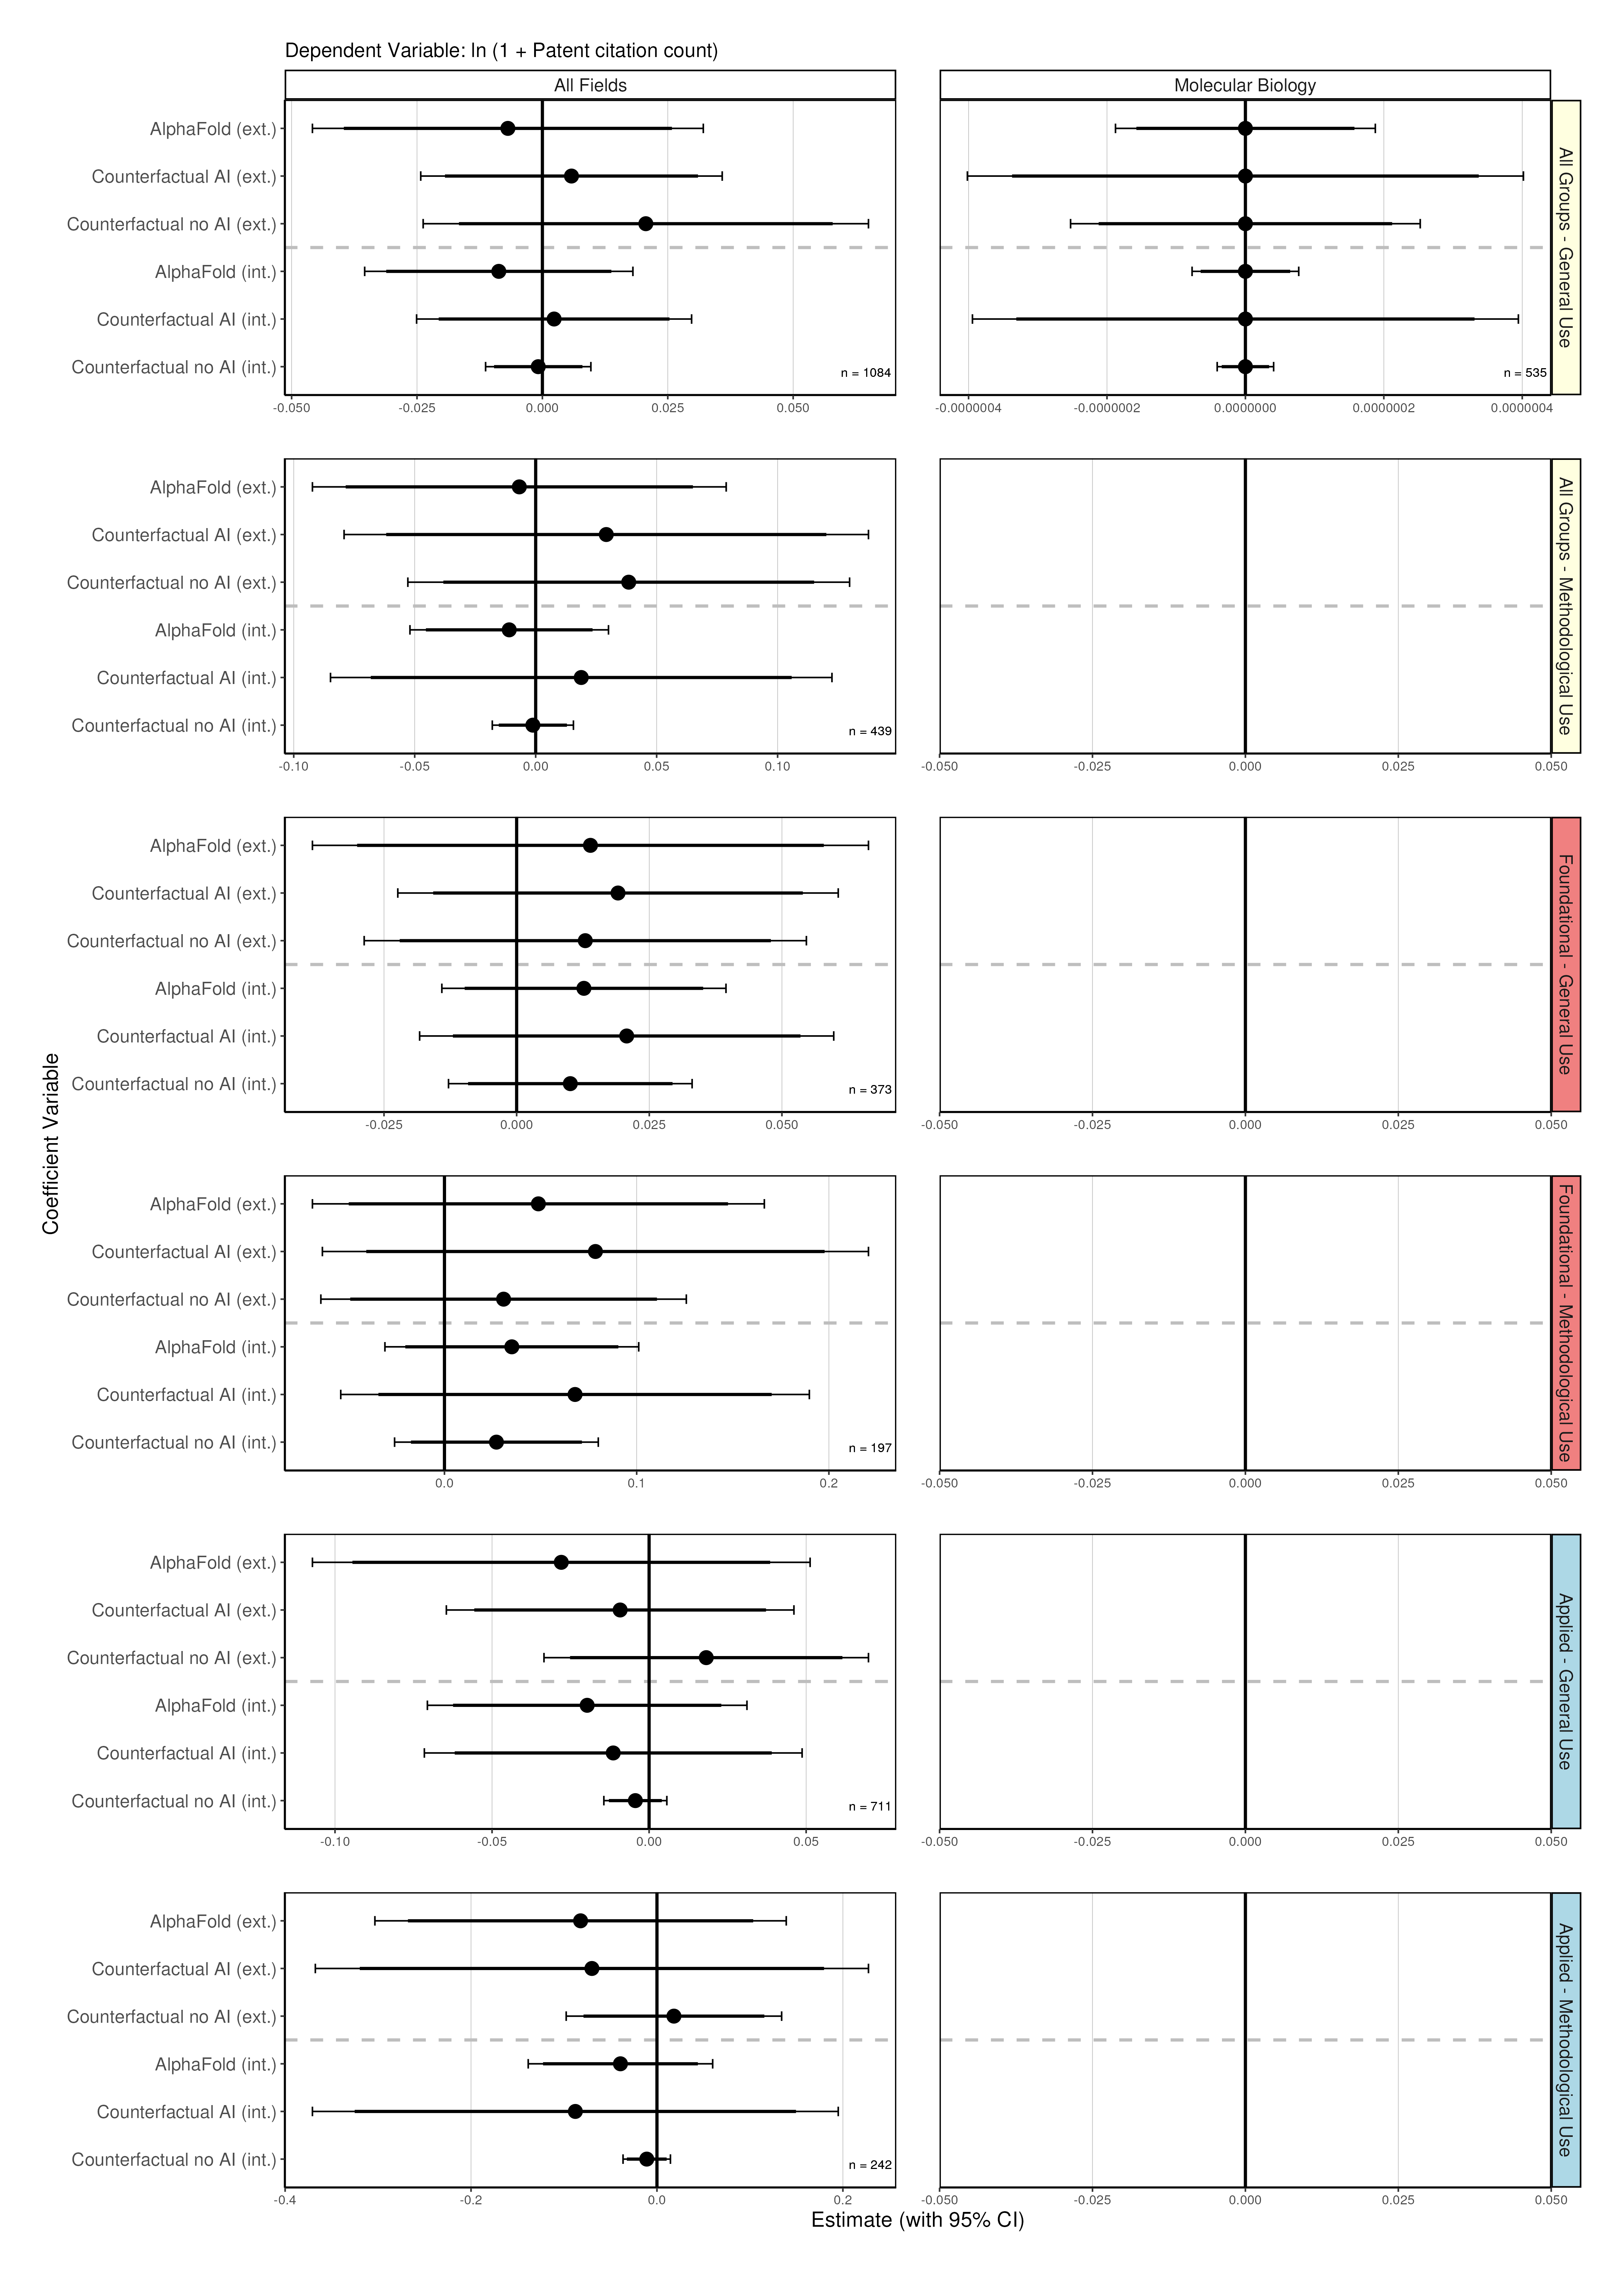 Dependent Variable: ln (1 + Patent citation count)
All Fields
Molecular Biology
AlphaFold (ext.)
Counterfactual AI (ext.)
Counterfactual no AI (ext.)
AlphaFold (int.)
Counterfactual AI (int.)
Counterfactual no AI (int.)
n = 1084
n = 535
All Groups - General Use
-0.050 -0.025 0.000 0.025 0.050
-0.0000004 -0.0000002 0.0000000 0.0000002 0.0000004
AlphaFold (ext.)
Counterfactual AI (ext.)
Counterfactual no AI (ext.)
AlphaFold (int.)
Counterfactual AI (int.)
Counterfactual no AI (int.)
n = 439
All Groups - Methodological Use
-0.10 -0.05 0.00 0.05 0.10
-0.050 -0.025 0.000 0.025 0.050
AlphaFold (ext.)
Counterfactual AI (ext.)
Counterfactual no AI (ext.)
AlphaFold (int.)
Counterfactual AI (int.)
Counterfactual no AI (int.)
n = 373
Foundational - General Use
-0.025 0.000 0.025 0.050
-0.050 -0.025 0.000 0.025 0.050
Coefficient Variable
AlphaFold (ext.)
Counterfactual AI (ext.)
Counterfactual no AI (ext.)
AlphaFold (int.)
Counterfactual AI (int.)
Counterfactual no AI (int.)
n = 197
Foundational - Methodological Use
0.0 0.1 0.2
-0.050 -0.025 0.000 0.025 0.050
AlphaFold (ext.)
Counterfactual AI (ext.)
Counterfactual no AI (ext.)
AlphaFold (int.)
Counterfactual AI (int.)
Counterfactual no AI (int.)
n = 711
Applied - General Use
-0.10 -0.05 0.00 0.05
-0.050 -0.025 0.000 0.025 0.050
AlphaFold (ext.)
Counterfactual AI (ext.)
Counterfactual no AI (ext.)
AlphaFold (int.)
Counterfactual AI (int.)
Counterfactual no AI (int.)
n = 242
Applied - Methodological Use
-0.4 -0.2 0.0 0.2
-0.050 -0.025 0.000 0.025 0.050
Estimate (with 95% CI)